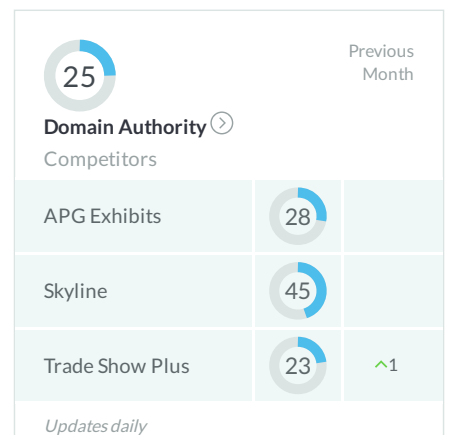 25
Previous
Month
Domain Authority
Competitors
APG Exhibits 28
Skyline 45
Trade Show Plus 23 1
Updates daily